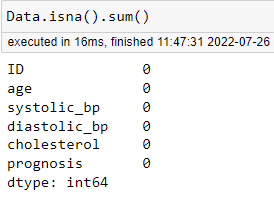 Data.isna().sum()
executed in 16ms, finished 11:47:31 2022-07-26
ID 0
age 0
systolic_bp 0
diastolic_bp 0
cholesterol 0
prognosis 0
dtype: int64